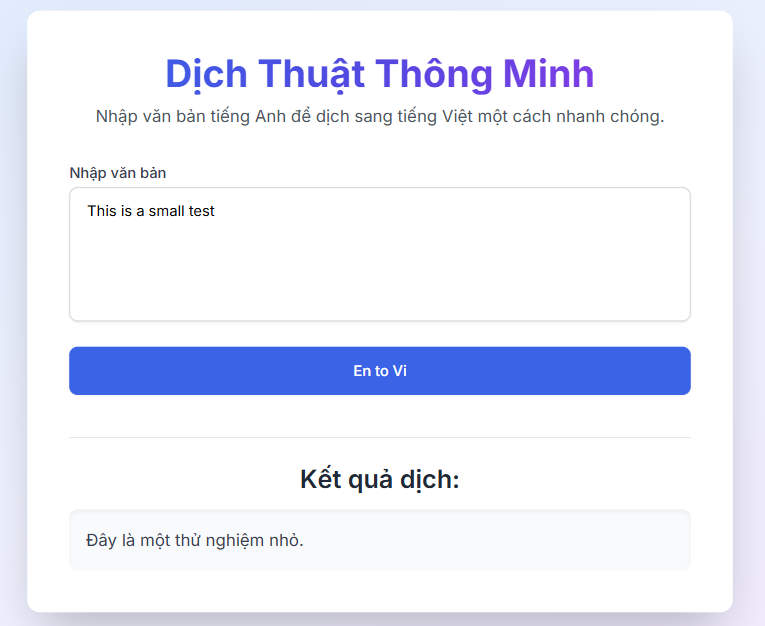 Dịch Thuật Thông Minh
Nhập văn bản tiếng Anh để dịch sang tiếng Việt một cách nhanh chóng.
Nhập văn bản
This is a small test
En to Vi
Kết quả dịch:
Đây là một thử nghiệm nhỏ.